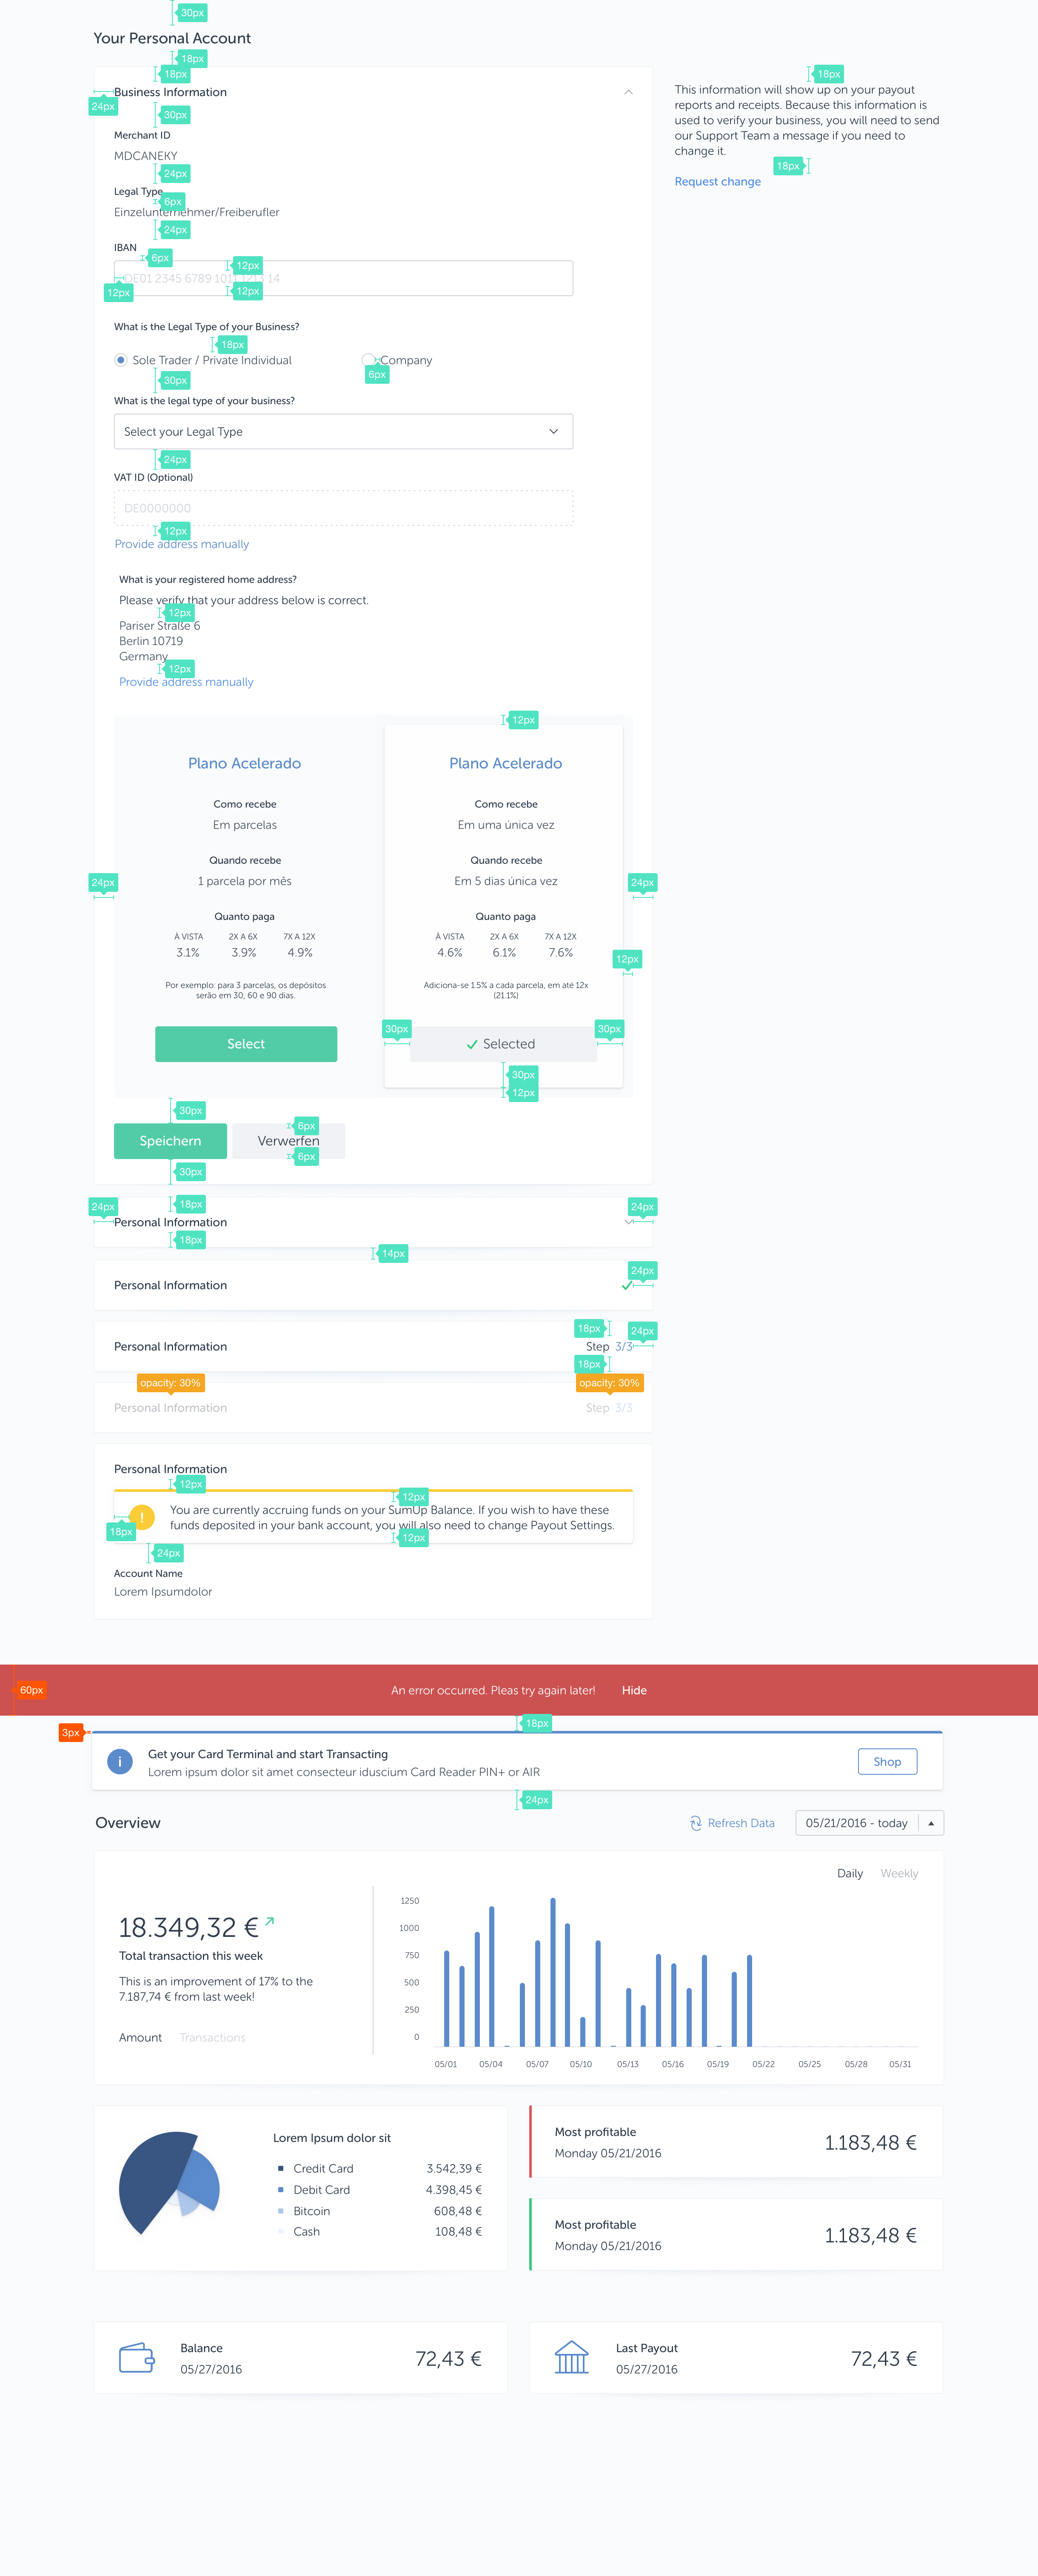 30px
Your Personal Account
18px
18px
18px
Business Information
24px
30px
This information will show up on your payout
reports and receipts. Because this information is
used to verify your business, you will need to send
our Support Team a message if you need to
change it.
18px
Request change
Merchant ID
MDCANEKY
24px
Legal Type
6px
Einzelunternehmer/Freiberufler
24px
IBAN
6px
12px
DE01 2345 6789 1011 1213 14
12px
12px
What is the Legal Type of your Business?
18px
Sole Trader / Private Individual
Company
6px
30px
What is the legal type of your business?
Select your Legal Type
24px
VAT ID (Optional)
DE0000000
12px
Provide address manually
What is your registered home address?
Please verify that your address below is correct.
12px
Pariser Straße 6
Berlin 10719
Germany
12px
Provide address manually
12px
Plano Acelerado
Como recebe
Em parcelas
Quando recebe
1 parcela por mês
24px
Quanto paga
À VISTA 2X A 6X 7X A 12X
3.1% 3.9% 4.9%
Por exemplo: para 3 parcelas, os depósitos
serão em 30, 60 e 90 dias.
Select
Plano Acelerado
Como recebe
Em uma única vez
Quando recebe
Em 5 dias única vez
24px
Quanto paga
À VISTA 2X A 6X 7X A 12X
4.6% 6.1% 7.6%
12px
Adiciona-se 1.5% a cada parcela, em até 12x
(21.1%)
30px
30px
Selected
30px
12px
30px
6px
Speichern
Verwerfen
6px
30px
24px
18px
24px
Personal Information
18px
14px
24px
Personal Information
18px
24px
Personal Information
Step 3/3
18px
opacity: 30%
opacity: 30%
Personal Information
Step 3/3
Personal Information
12px
12px
You are currently accruing funds on your SumUp Balance. If you wish to have these
funds deposited in your bank account, you will also need to change Payout Settings.
!
18px
12px
24px
Account Name
Lorem Ipsumdolor
60px
An error occurred. Pleas try again later!
Hide
18px
3px
i
Get your Card Terminal and start Transacting
Lorem ipsum dolor sit amet consecteur iduscium Card Reader PIN+ or AIR
Shop
24px
Overview
Refresh Data
05/21/2016 - today
Daily
Weekly
18.349,32 €
Total transaction this week
This is an improvement of 17% to the
7.187,74 € from last week!
Amount
Transactions
1250
1000
750
500
250
0
05/01 05/04 05/07 05/10 05/13 05/16 05/19 05/22 05/25 05/28 05/31
Lorem Ipsum dolor sit
Credit Card 3.542,39 €
Debit Card 4.398,45 €
Bitcoin 608,48 €
Cash 108,48 €
Most profitable
Monday 05/21/2016
1.183,48 €
Most profitable
Monday 05/21/2016
1.183,48 €
Balance
05/27/2016
72,43 €
Last Payout
05/27/2016
72,43 €